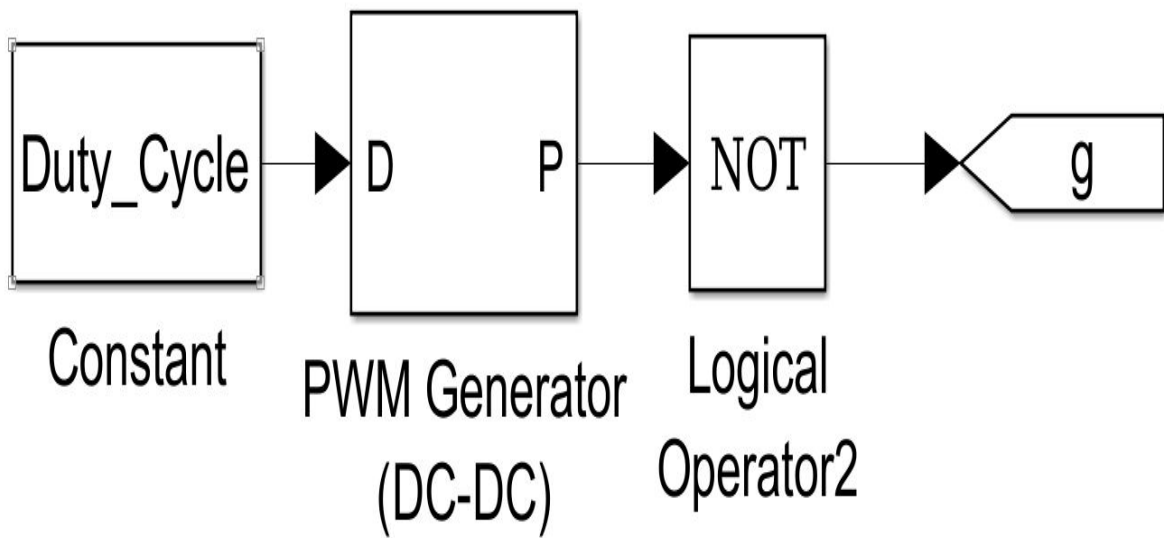 Duty_Cycle
Constant
D
P
PWM Generator
(DC-DC)
NOT
Logical
Operator2
g